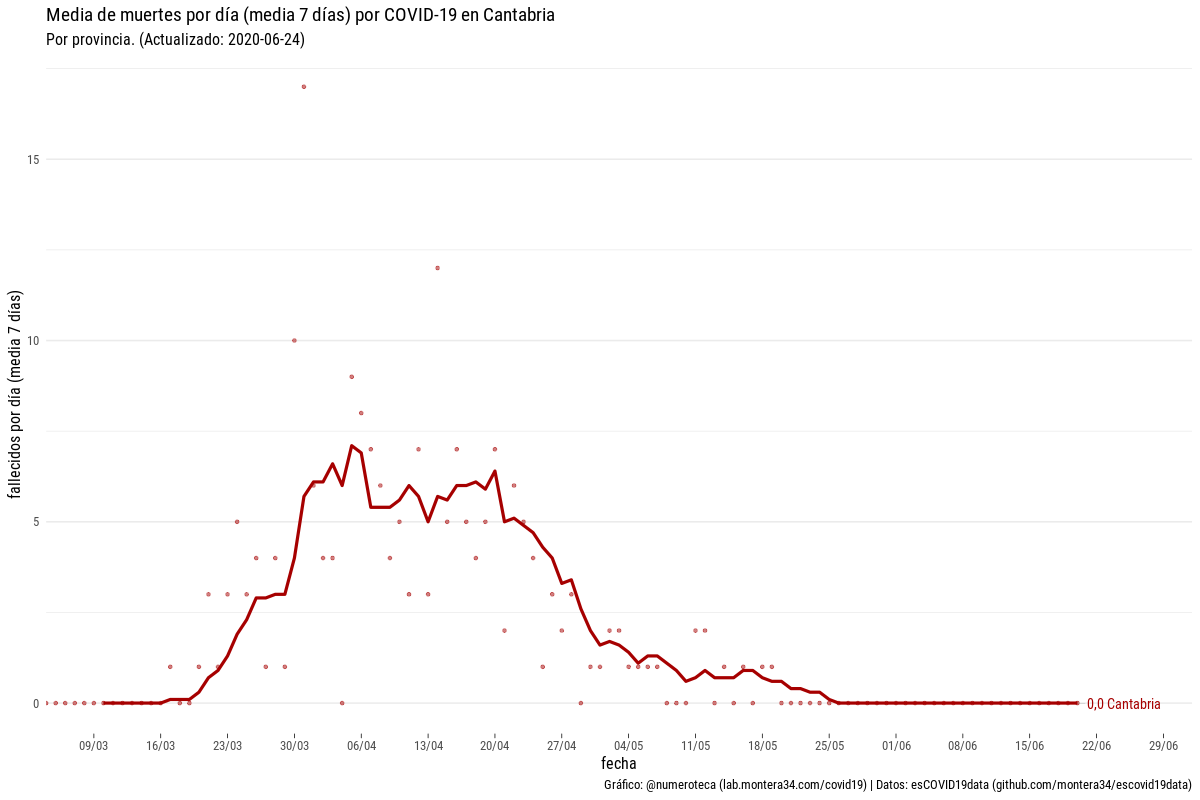 Media de muertes por día (media 7 días) por COVID-19 en Cantabria
Por provincia. (Actualizado: 2020-06-24)
fallecidos por día (media 7 días)
15
10
5
0
0,0 Cantabria
09/03 16/03 23/03 30/03 06/04 13/04 20/04 27/04 04/05 11/05 18/05 25/05 01/06 08/06 15/06 22/06 29/06
fecha
Gráfico: @numeroteca (lab.montera34.com/covid19) | Datos: esCOVID19data (github.com/montera34/escovid19data)